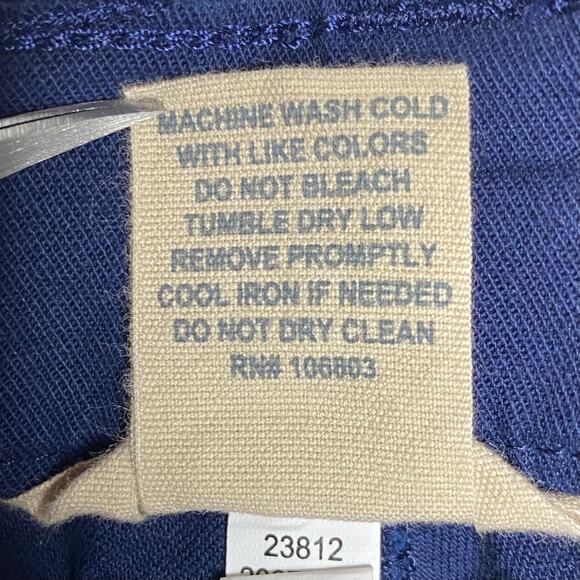 MACHINE WASH COLD
WITH LIKE COLORS
DO NOT BLEACH
TUMBLE DRY LOW
REMOVE PROMPTLY
COOL IRON IF NEEDED
DO NOT DRY CLEAN
RN# 106803
23812